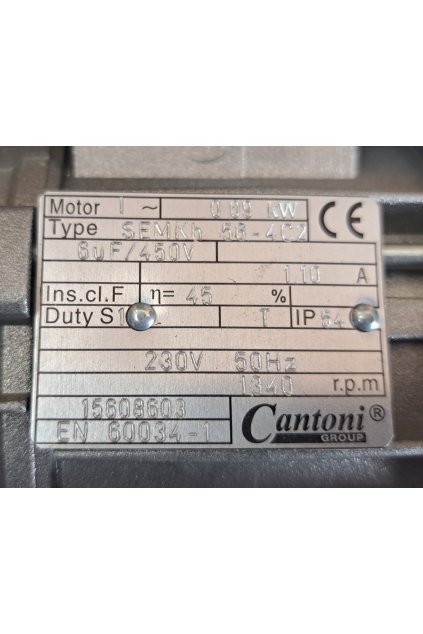 Motor 1 ~ 0.09 kW
CE
Type SEMKh 56-4C2
6uF/450V
1.10 A
Ins.cl.F η= 45 %
Duty S1 T IP 54
230V 50Hz
1340 r.p.m
15608603
Cantoni®
GROUP
EN 60034-1